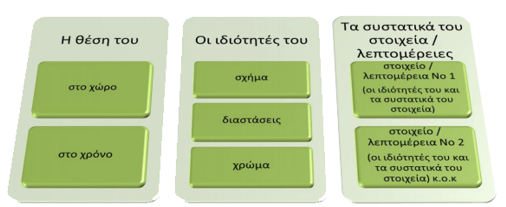 Η θέση του
στο χώρο
στο χρόνο
Οι ιδιότητές του
σχήμα
διαστάσεις
χρώμα
Τα συστατικά του
στοιχεία /
λεπτομέρειες
στοιχείο /
λεπτομέρεια Νο 1
(οι ιδιότητές του και
τα συστατικά του
στοιχεία)
στοιχείο /
λεπτομέρεια Νο 2
(οι ιδιότητές του και
τα συστατικά του
στοιχεία) κ.ο.κ